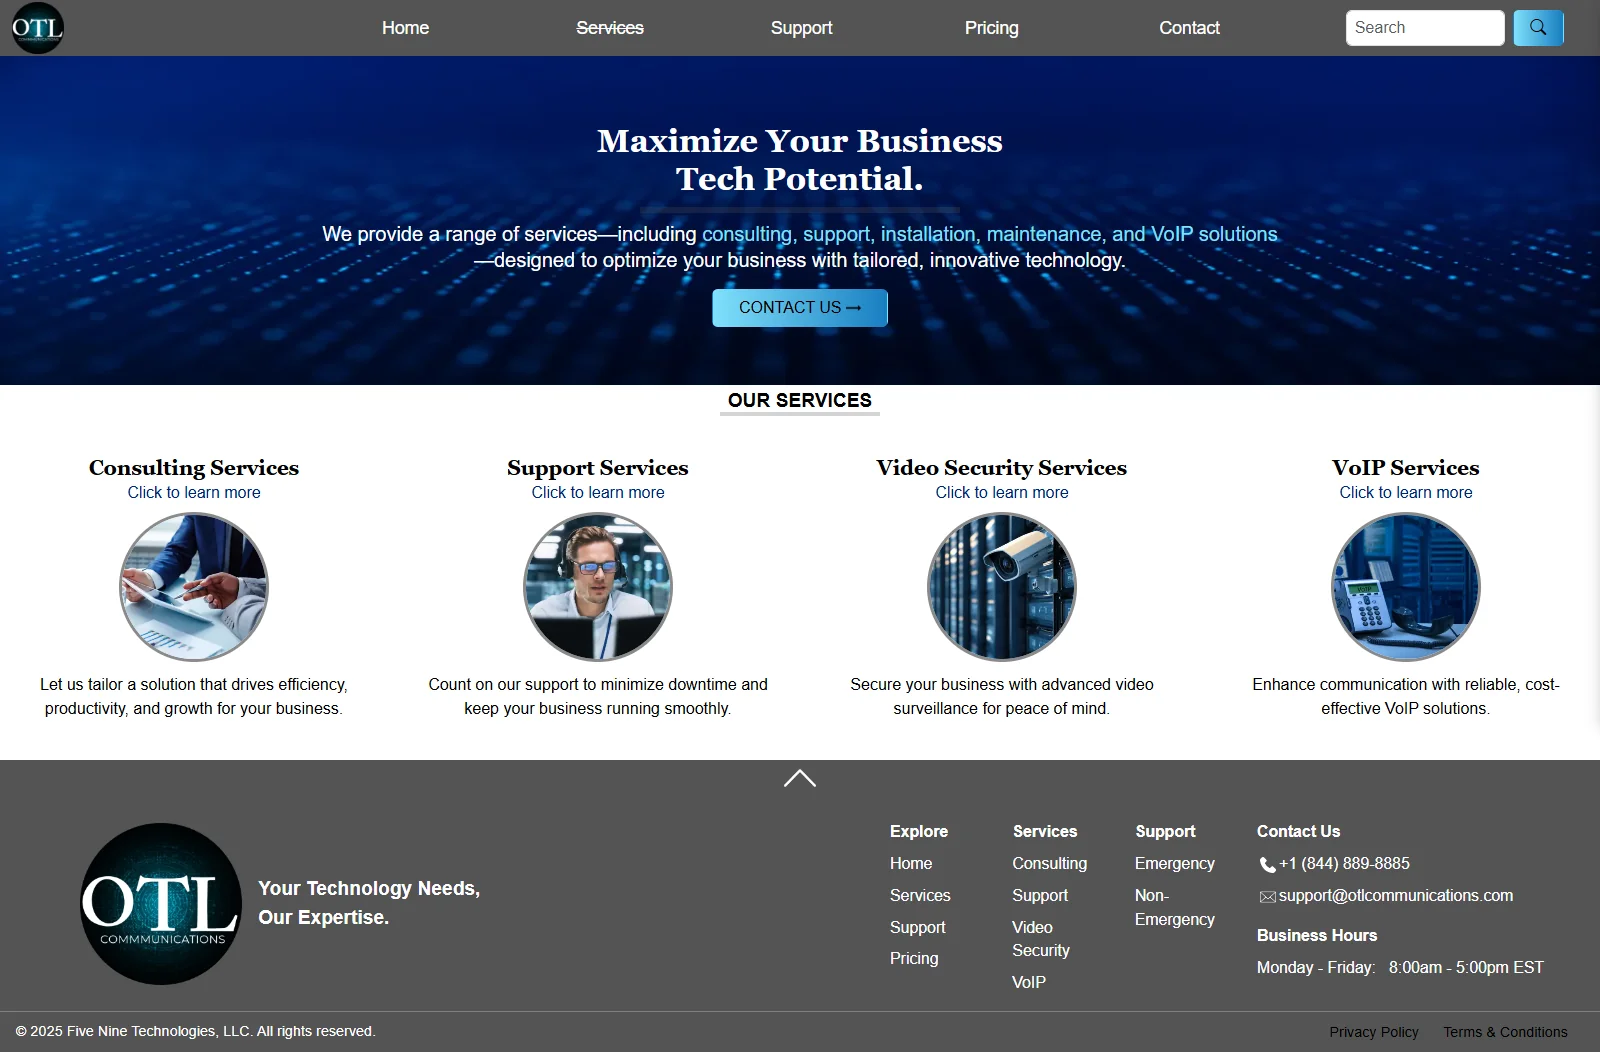 OTL
Home
Services
Support
Pricing
Contact
Search
Maximize Your Business
Tech Potential.
We provide a range of services—including consulting, support, installation, maintenance, and VoIP solutions
—designed to optimize your business with tailored, innovative technology.
CONTACT US →
OUR SERVICES
Consulting Services
Click to learn more
Let us tailor a solution that drives efficiency,
productivity, and growth for your business.
Support Services
Click to learn more
Count on our support to minimize downtime and
keep your business running smoothly.
Video Security Services
Click to learn more
Secure your business with advanced video
surveillance for peace of mind.
VoIP Services
Click to learn more
Enhance communication with reliable, cost-
effective VoIP solutions.
OTL
COMMMUNICATIONS
Your Technology Needs,
Our Expertise.
Explore
Home
Services
Support
Pricing
Services
Consulting
Support
Video
Security
VoIP
Support
Emergency
Non-
Emergency
Contact Us
+1 (844) 889-8885
support@otlcommunications.com
Business Hours
Monday - Friday: 8:00am - 5:00pm EST
© 2025 Five Nine Technologies, LLC. All rights reserved.
Privacy Policy
Terms & Conditions